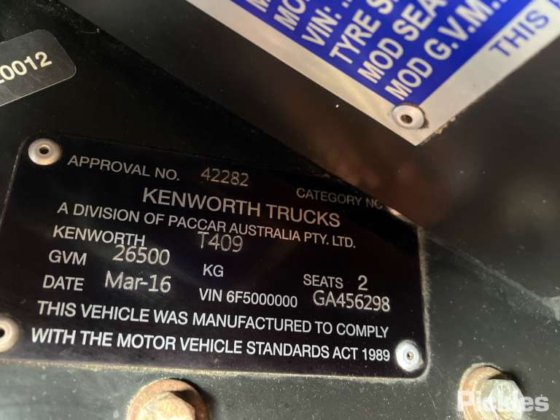 0012
VIN:
TYRE
MOD SEA
MOD G.V.M.
THIS
APPROVAL NO. 42282
CATEGORY NC
KENWORTH TRUCKS
A DIVISION OF PACCAR AUSTRALIA PTY. LTD.
KENWORTH T409
GVM 26500 KG
SEATS 2
DATE Mar-16
VIN 6F5000000 GA456298
THIS VEHICLE WAS MANUFACTURED TO COMPLY
WITH THE MOTOR VEHICLE STANDARDS ACT 1989
Pickles